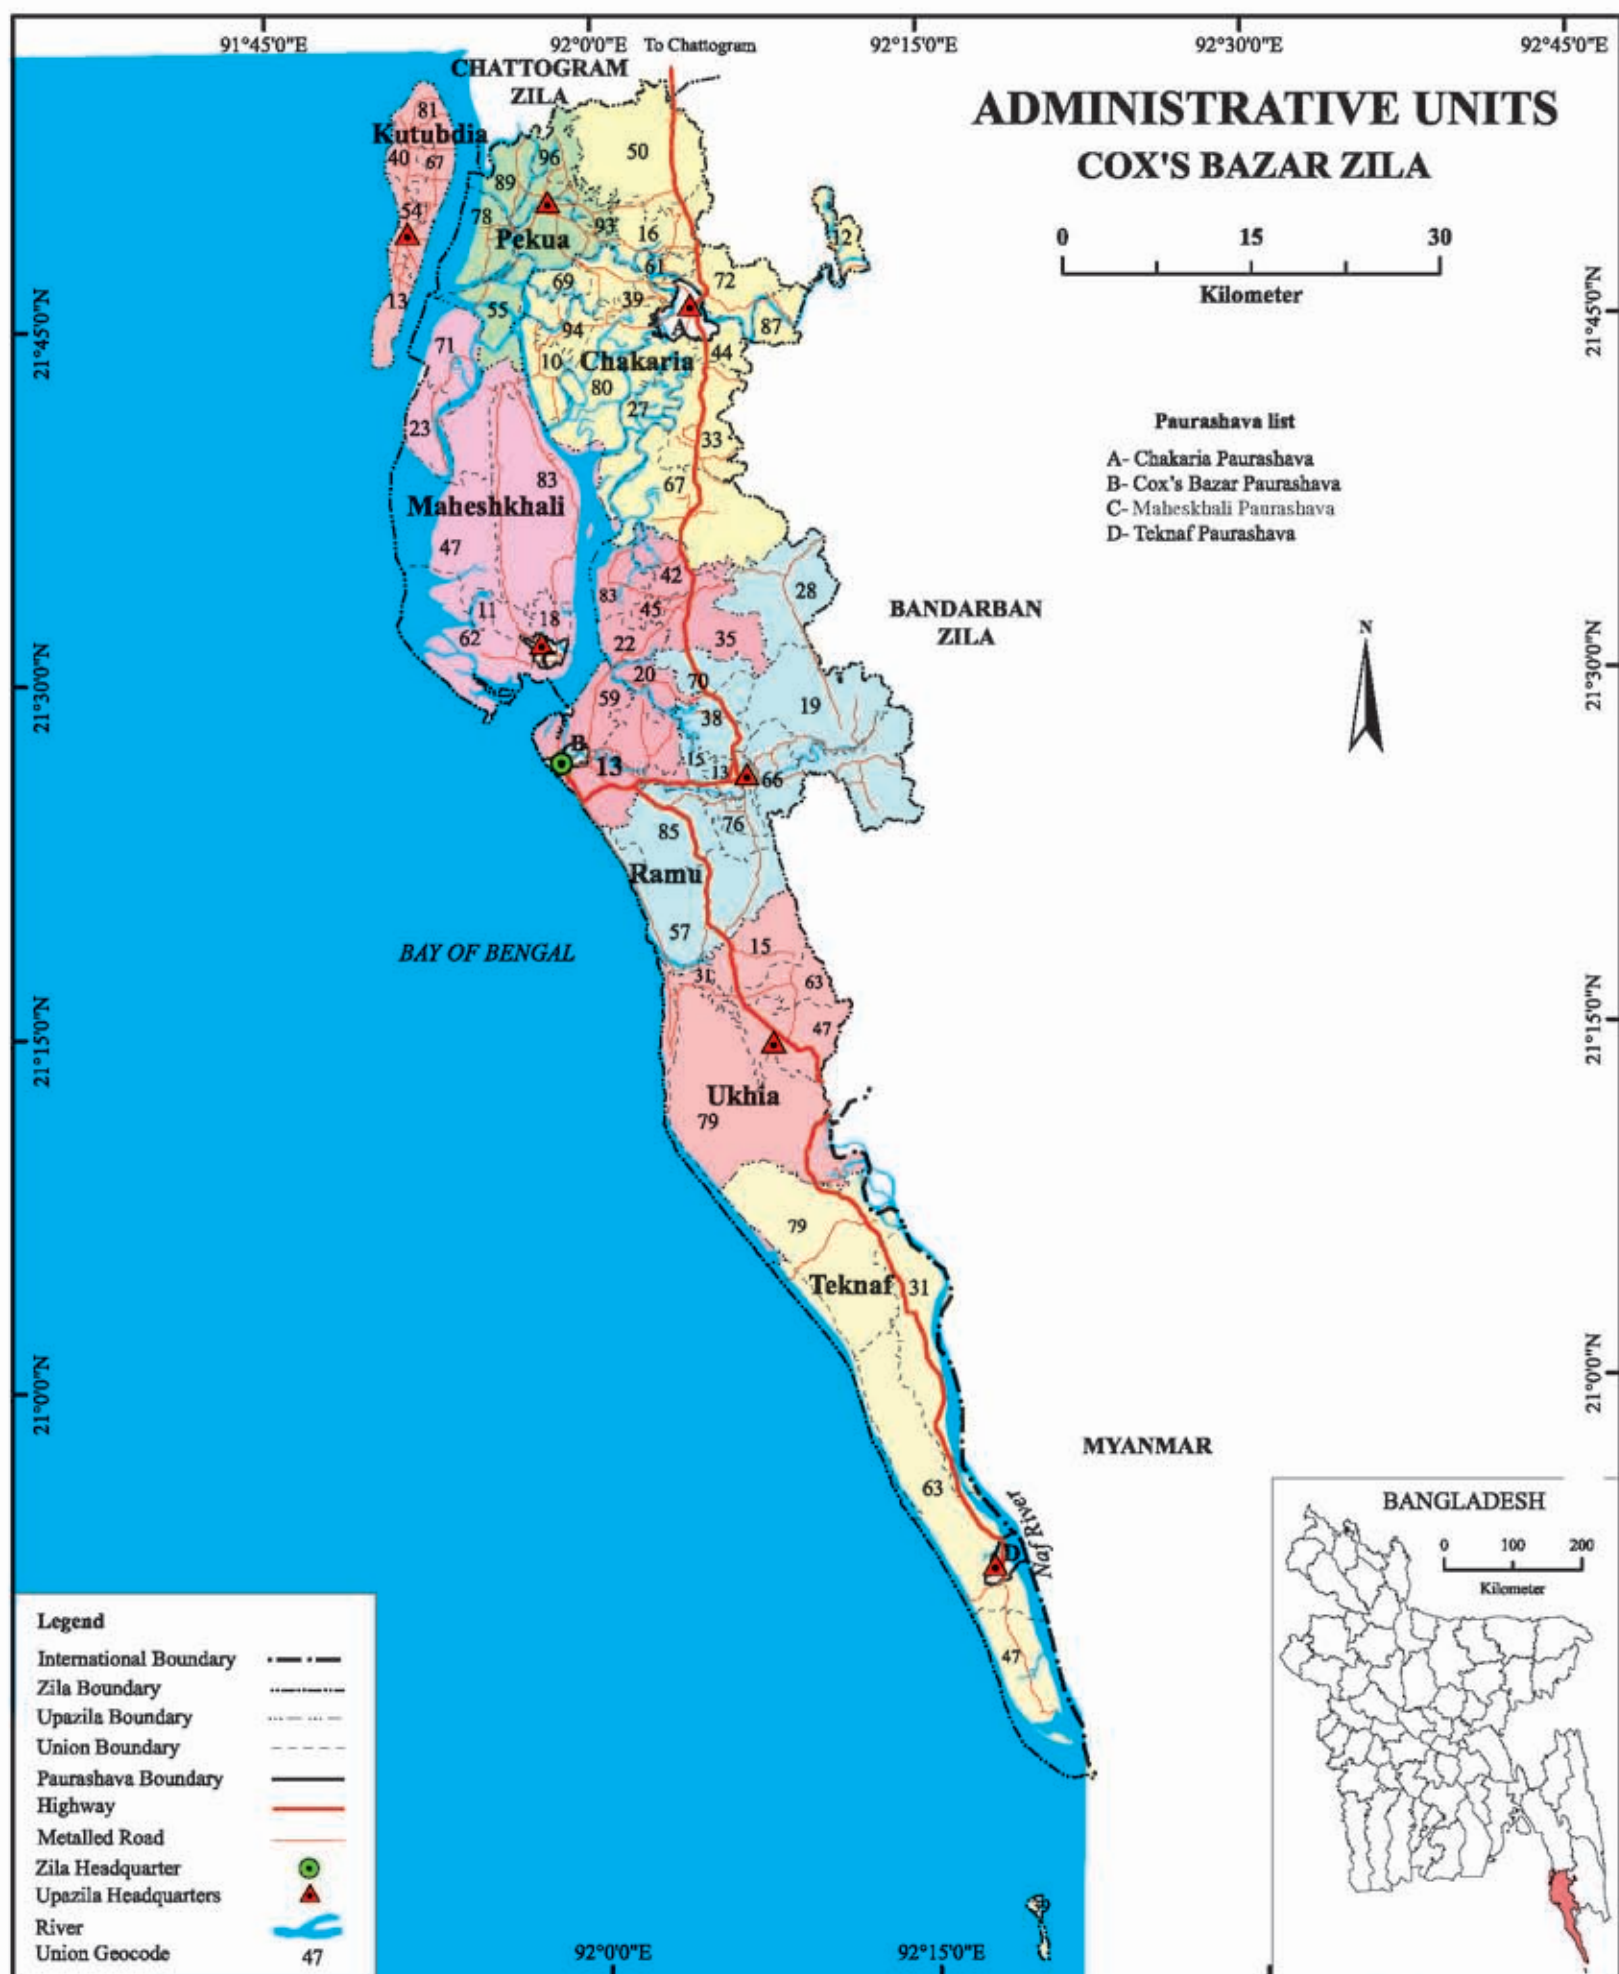 91°45'0"E
92°0'0"E
To Chattogram
92°15'0"E
92°30'0"E
92°45'0"E
CHATTOGRAM
ZILA
ADMINISTRATIVE UNITS
COX'S BAZAR ZILA
0 15 30
Kilometer
21°45'0"N
21°45'0"N
81
Kutubdia
40
67
54
13
96
50
89
78
93
Pekua
16
12
61
69
72
39
55
A
87
94
71
44
10
Chakaria
80
27
23
33
83
67
Maheshkhali
47
Paurashava list
A- Chakaria Paurashava
B- Cox's Bazar Paurashava
C- Maheskhali Paurashava
D- Teknaf Paurashava
42
28
83
11
45
BANDARBAN
ZILA
18
62
22
35
C
N
21°30'0"N
21°30'0"N
20
70
59
19
38
B
15
13
13
66
76
85
Ramu
57
BAY OF BENGAL
15
31
63
47
21°15'0"N
21°15'0"N
Ukhia
79
79
Teknaf
31
21°0'0"N
21°0'0"N
MYANMAR
63
Naf River
D
47
BANGLADESH
0 100 200
Kilometer
Legend
International Boundary
Zila Boundary
Upazila Boundary
Union Boundary
Paurashava Boundary
Highway
Metalled Road
Zila Headquarter
Upazila Headquarters
River
Union Geocode 47
92°0'0"E
92°15'0"E